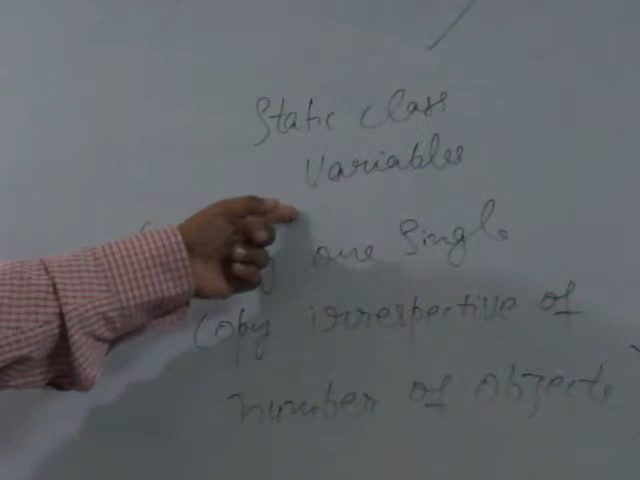 Static class
Variables
one single
copy irrespective of
number of objects